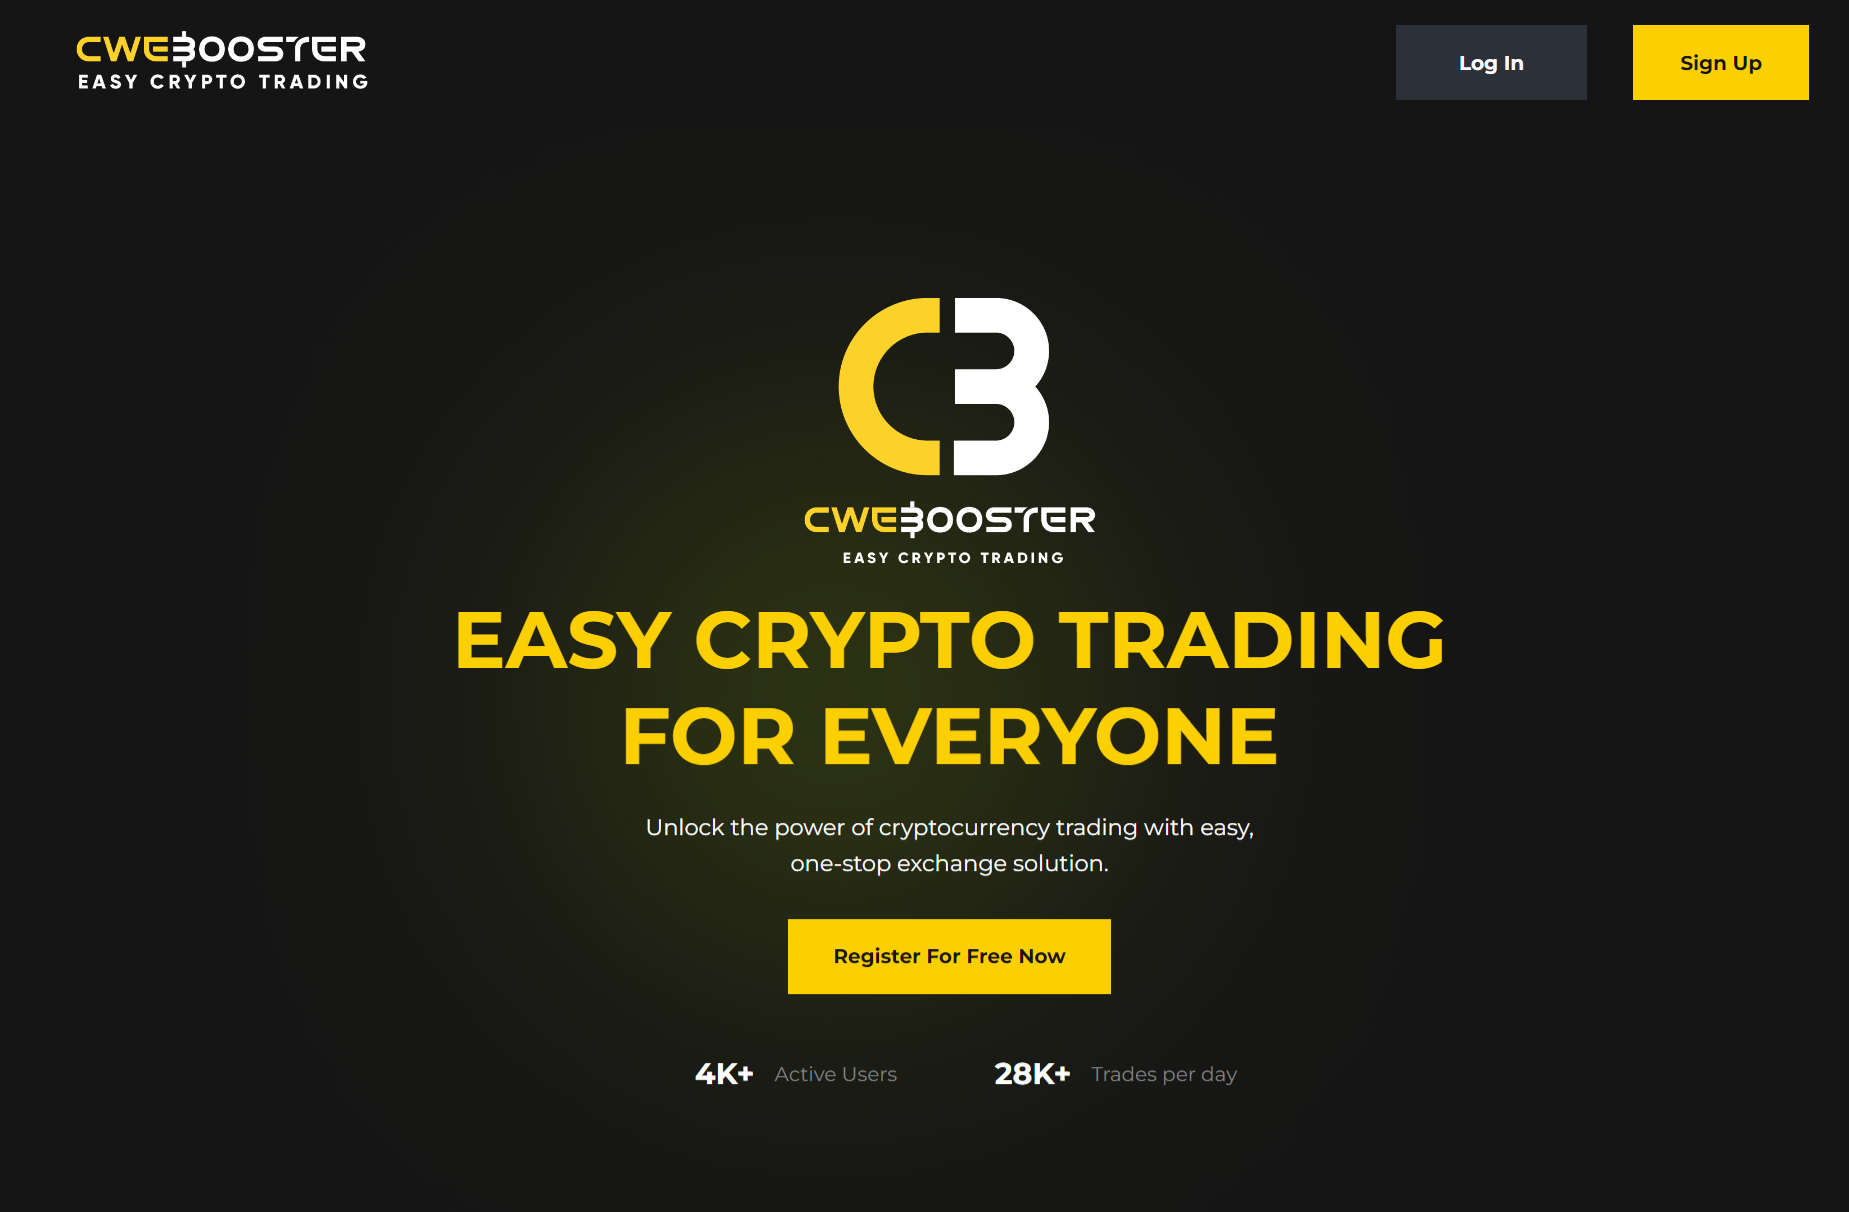 CWEBOOSTER
EASY CRYPTO TRADING
Log In
Sign Up
CB
CWEBOOSTER
EASY CRYPTO TRADING
EASY CRYPTO TRADING
FOR EVERYONE
Unlock the power of cryptocurrency trading with easy,
one-stop exchange solution.
Register For Free Now
4K+ Active Users
28K+ Trades per day